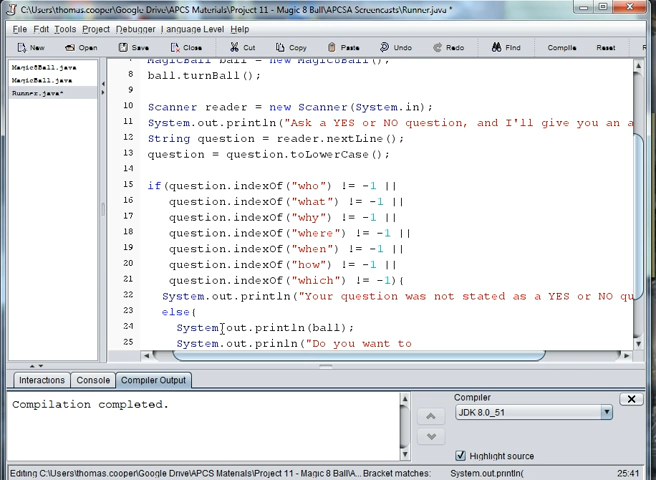 C:\Users\thomas.cooper\Google Drive\APCS Materials\Project 11 - Magic 8 Ball\APCSA Screencasts\Runner.java *
File Edit Tools Project Debugger Language Level Help
New Open Save Close Cut Copy Paste Undo Redo Find Compile Reset
Magic8Ball.java
MagicBall.java
Runner.java*
ball = new
8 ball.turnBall();
9
10 Scanner reader = new Scanner(System.in);
11 System.out.println("Ask a YES or NO question, and I'll give you an a
12 String question = reader.nextLine();
13 question = question.toLowerCase();
14
15 if(question.indexOf("who") != -1 ||
16 question.indexOf("what") != -1 ||
17 question.indexOf("why") != -1 ||
18 question.indexOf("where") != -1 ||
19 question.indexOf("when") != -1 ||
20 question.indexOf("how") != -1 ||
21 question.indexOf("which") != -1){
22 System.out.println("Your question was not stated as a YES or NO qu
23 else{
24 System.out.println(ball);
25 System.out.prinln("Do you want to
Interactions Console Compiler Output
Compilation completed.
Compiler
JDK 8.0_51
Highlight source
Editing C:\Users\thomas.cooper\Google Drive\APCS Materials\Project 11 - Magic 8 Ball\A... Bracket matches: System.out.println( 25:41